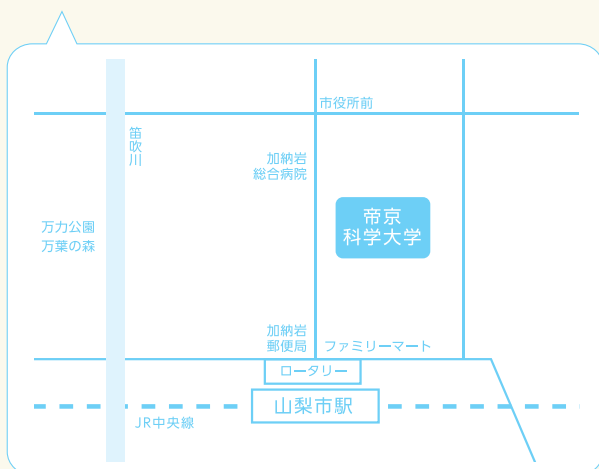 市役所前
笛吹川
加納岩
総合病院
帝京
科学大学
万力公園
万葉の森
加納岩
郵便局
ファミリーマート
ロータリー
山梨市駅
JR中央線